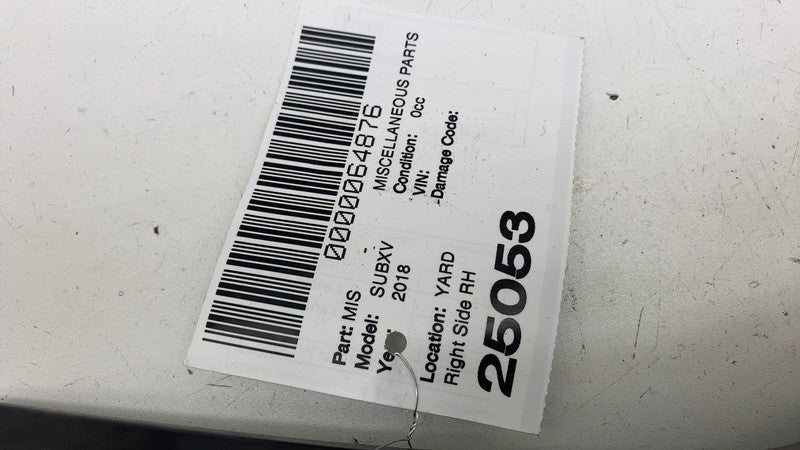 0000064876
Part: MIS - MISCELLANEOUS PARTS
Model: SUBXV Condition: 0cc
Ye 2018 VIN:
Damage Code:
Location: YARD
Right Side RH
25053